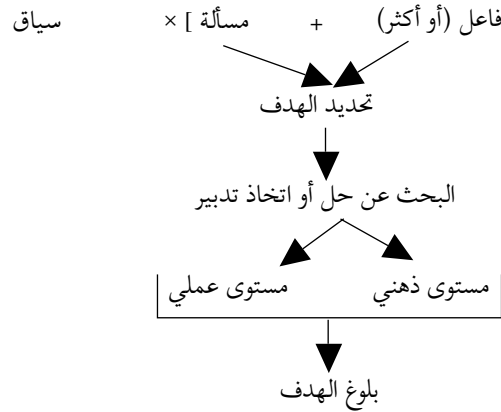 فاعل (أو أكثر) + مسألة ] × سياق
تحديد الهدف
البحث عن حل أو اتخاذ تدبير
مستوى ذهني مستوى عملي
بلوغ الهدف